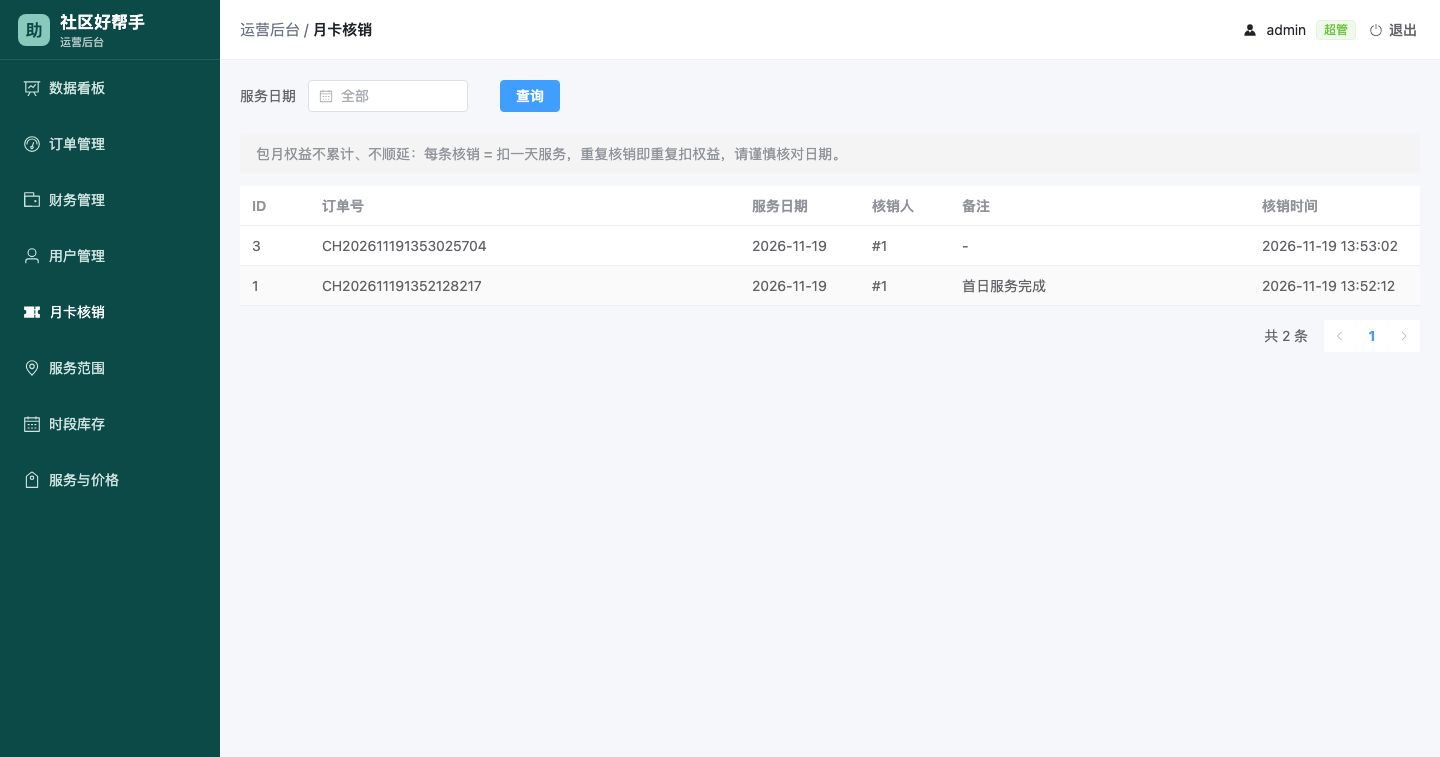 助
社区好帮手
运营后台
数据看板
订单管理
财务管理
用户管理
月卡核销
服务范围
时段库存
服务与价格
运营后台 / 月卡核销
admin 超管 退出
服务日期 全部 查询
包月权益不累计、不顺延：每条核销 = 扣一天服务，重复核销即重复扣权益，请谨慎核对日期。
ID 订单号 服务日期 核销人 备注 核销时间
3 CH202611191353025704 2026-11-19 #1 - 2026-11-19 13:53:02
1 CH202611191352128217 2026-11-19 #1 首日服务完成 2026-11-19 13:52:12
共 2 条 1